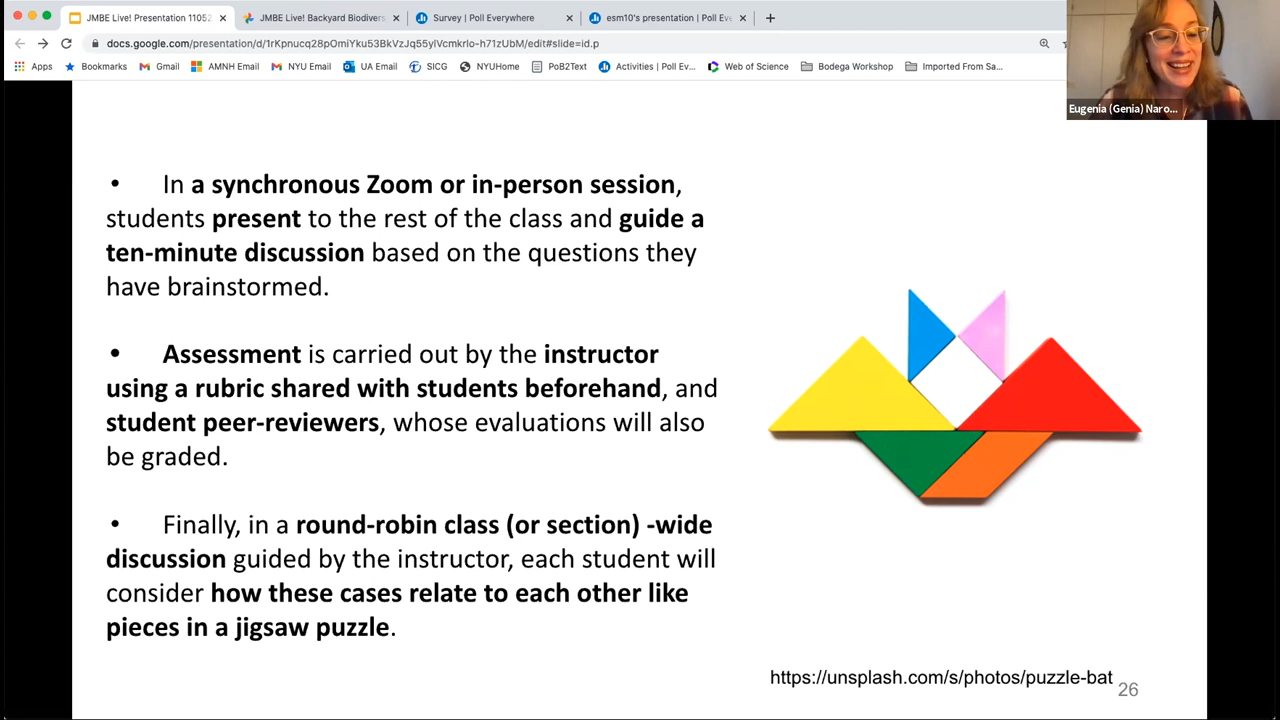 JMBE Live! Presentation 11052
JMBE Live! Backyard Biodivers
Survey | Poll Everywhere
esm10's presentation | Poll Eve
docs.google.com/presentation/d/1rKpnucq28pOmiYku53BkVzJq55ylVcmkrlo-h71zUbM/edit#slide=id.p
Apps
Bookmarks
Gmail
AMNH Email
NYU Email
UA Email
SICG
NYUHome
PoB2Text
Activities | Poll Ev...
Web of Science
Bodega Workshop
Imported From Sa...
Eugenia (Genia) Naro...
• In a synchronous Zoom or in-person session,
students present to the rest of the class and guide a
ten-minute discussion based on the questions they
have brainstormed.
• Assessment is carried out by the instructor
using a rubric shared with students beforehand, and
student peer-reviewers, whose evaluations will also
be graded.
• Finally, in a round-robin class (or section) -wide
discussion guided by the instructor, each student will
consider how these cases relate to each other like
pieces in a jigsaw puzzle.
https://unsplash.com/s/photos/puzzle-bat
26